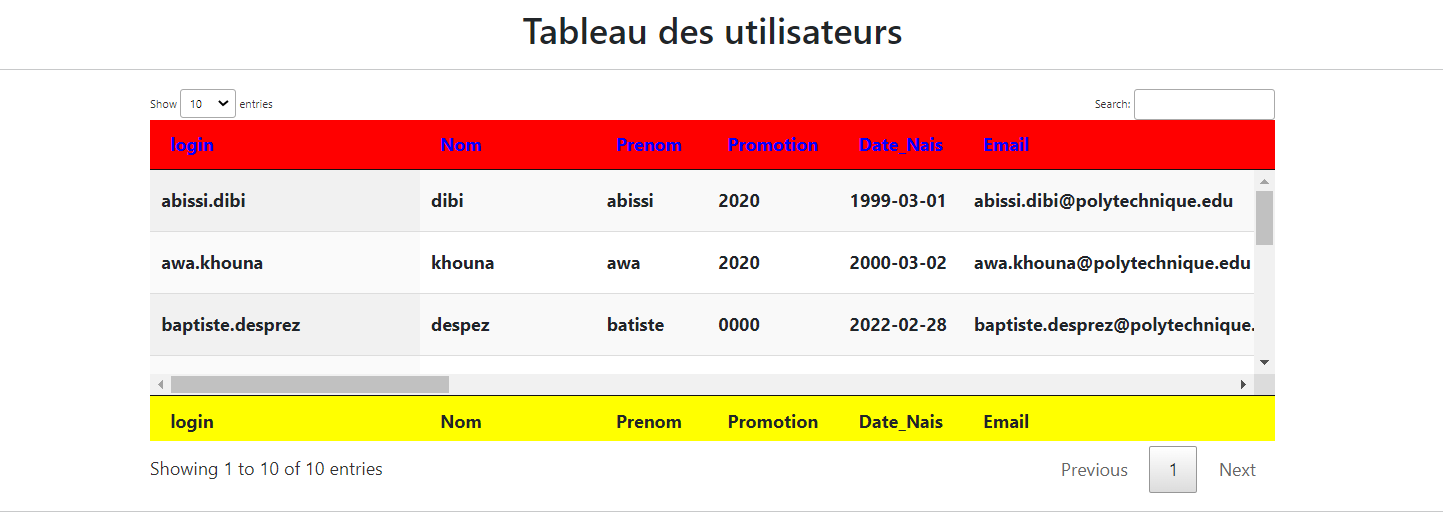 Tableau des utilisateurs
Show 10 entries Search:
login Nom Prenom Promotion Date_Nais Email
abissi.dibi dibi abissi 2020 1999-03-01 abissi.dibi@polytechnique.edu
awa.khouna khouna awa 2020 2000-03-02 awa.khouna@polytechnique.edu
baptiste.desprez despez batiste 0000 2022-02-28 baptiste.desprez@polytechnique.
login Nom Prenom Promotion Date_Nais Email
Showing 1 to 10 of 10 entries Previous 1 Next